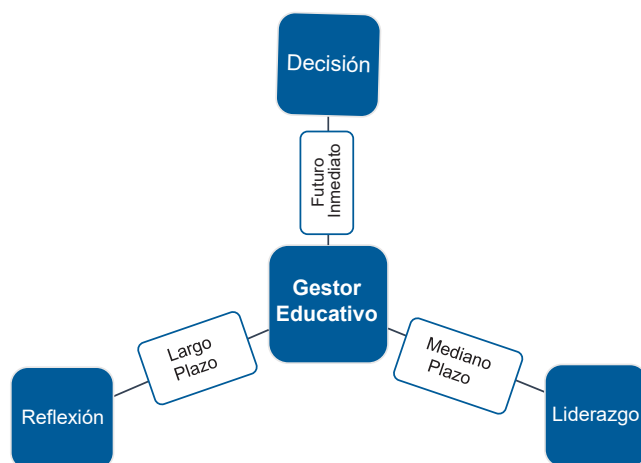 Decisión
Futuro
Inmediato
Gestor
Educativo
Largo
Plazo
Mediano
Plazo
Reflexión
Liderazgo